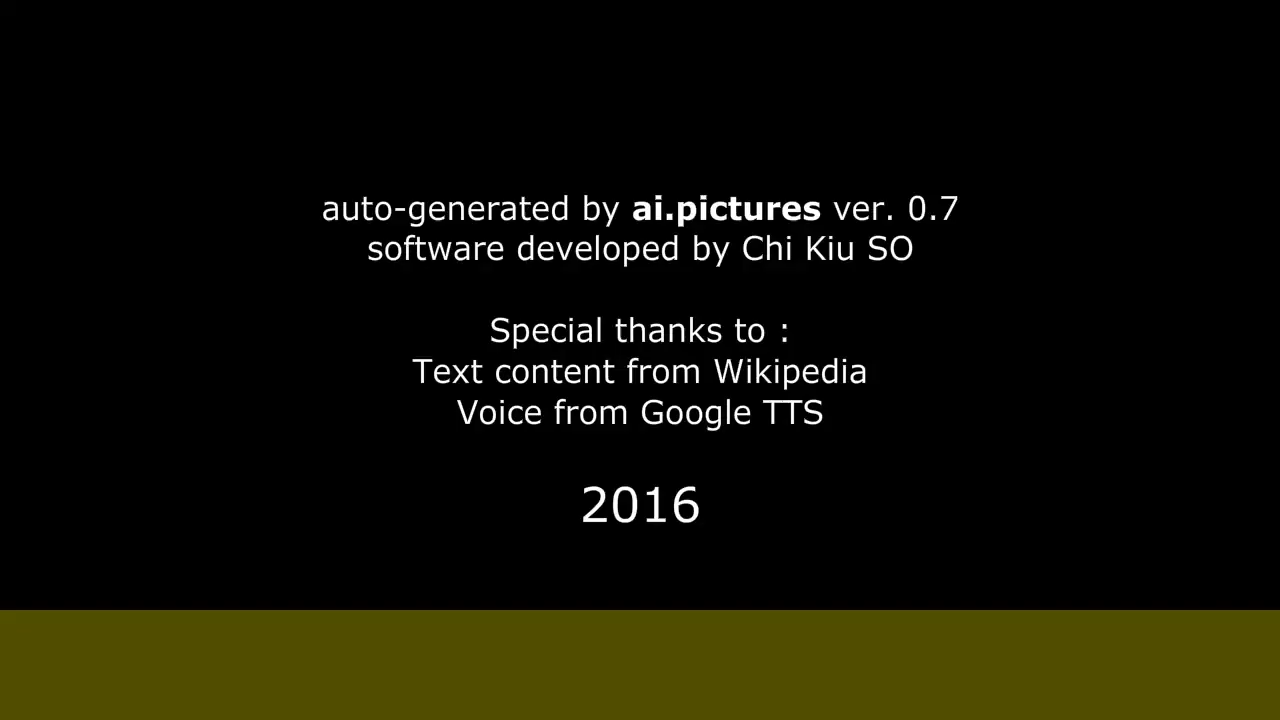 auto-generated by ai.pictures ver. 0.7
software developed by Chi Kiu SO
Special thanks to :
Text content from Wikipedia
Voice from Google TTS
2016